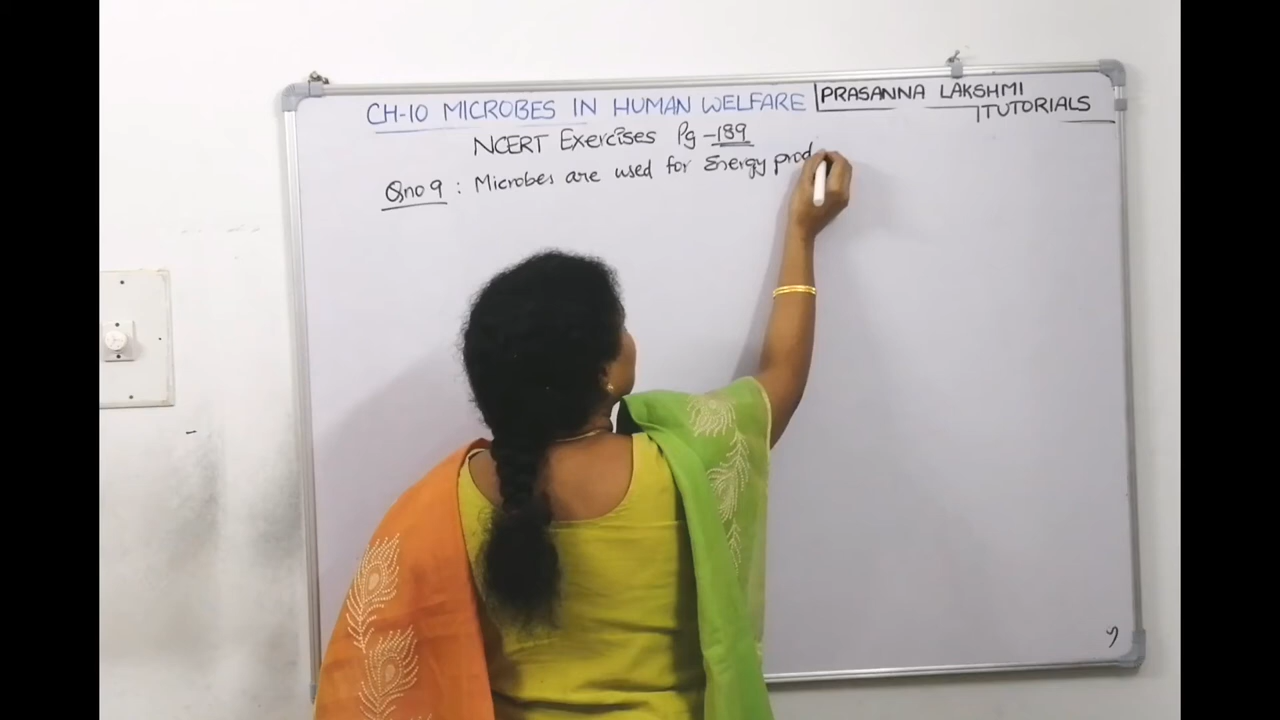 CH-10 MICROBES IN HUMAN WELFARE
PRASANNA LAKSHMI
TUTORIALS
NCERT Exercises Pg - 189
Qno 9 : Microbes are used for Energy prod